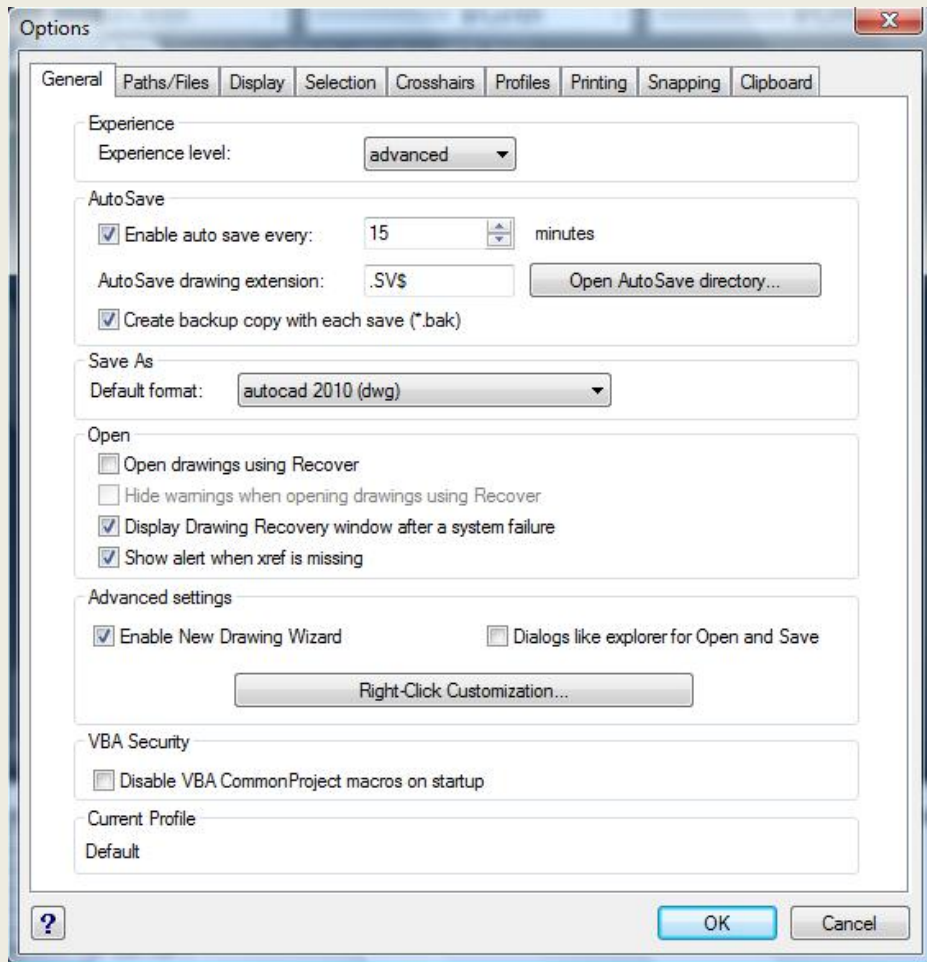 Options
General Paths/Files Display Selection Crosshairs Profiles Printing Snapping Clipboard
Experience
Experience level: advanced
AutoSave
Enable auto save every: 15 minutes
AutoSave drawing extension: .SV$ Open AutoSave directory...
Create backup copy with each save (*.bak)
Save As
Default format: autocad 2010 (dwg)
Open
Open drawings using Recover
Hide warnings when opening drawings using Recover
Display Drawing Recovery window after a system failure
Show alert when xref is missing
Advanced settings
Enable New Drawing Wizard Dialogs like explorer for Open and Save
Right-Click Customization...
VBA Security
Disable VBA CommonProject macros on startup
Current Profile
Default
? OK Cancel